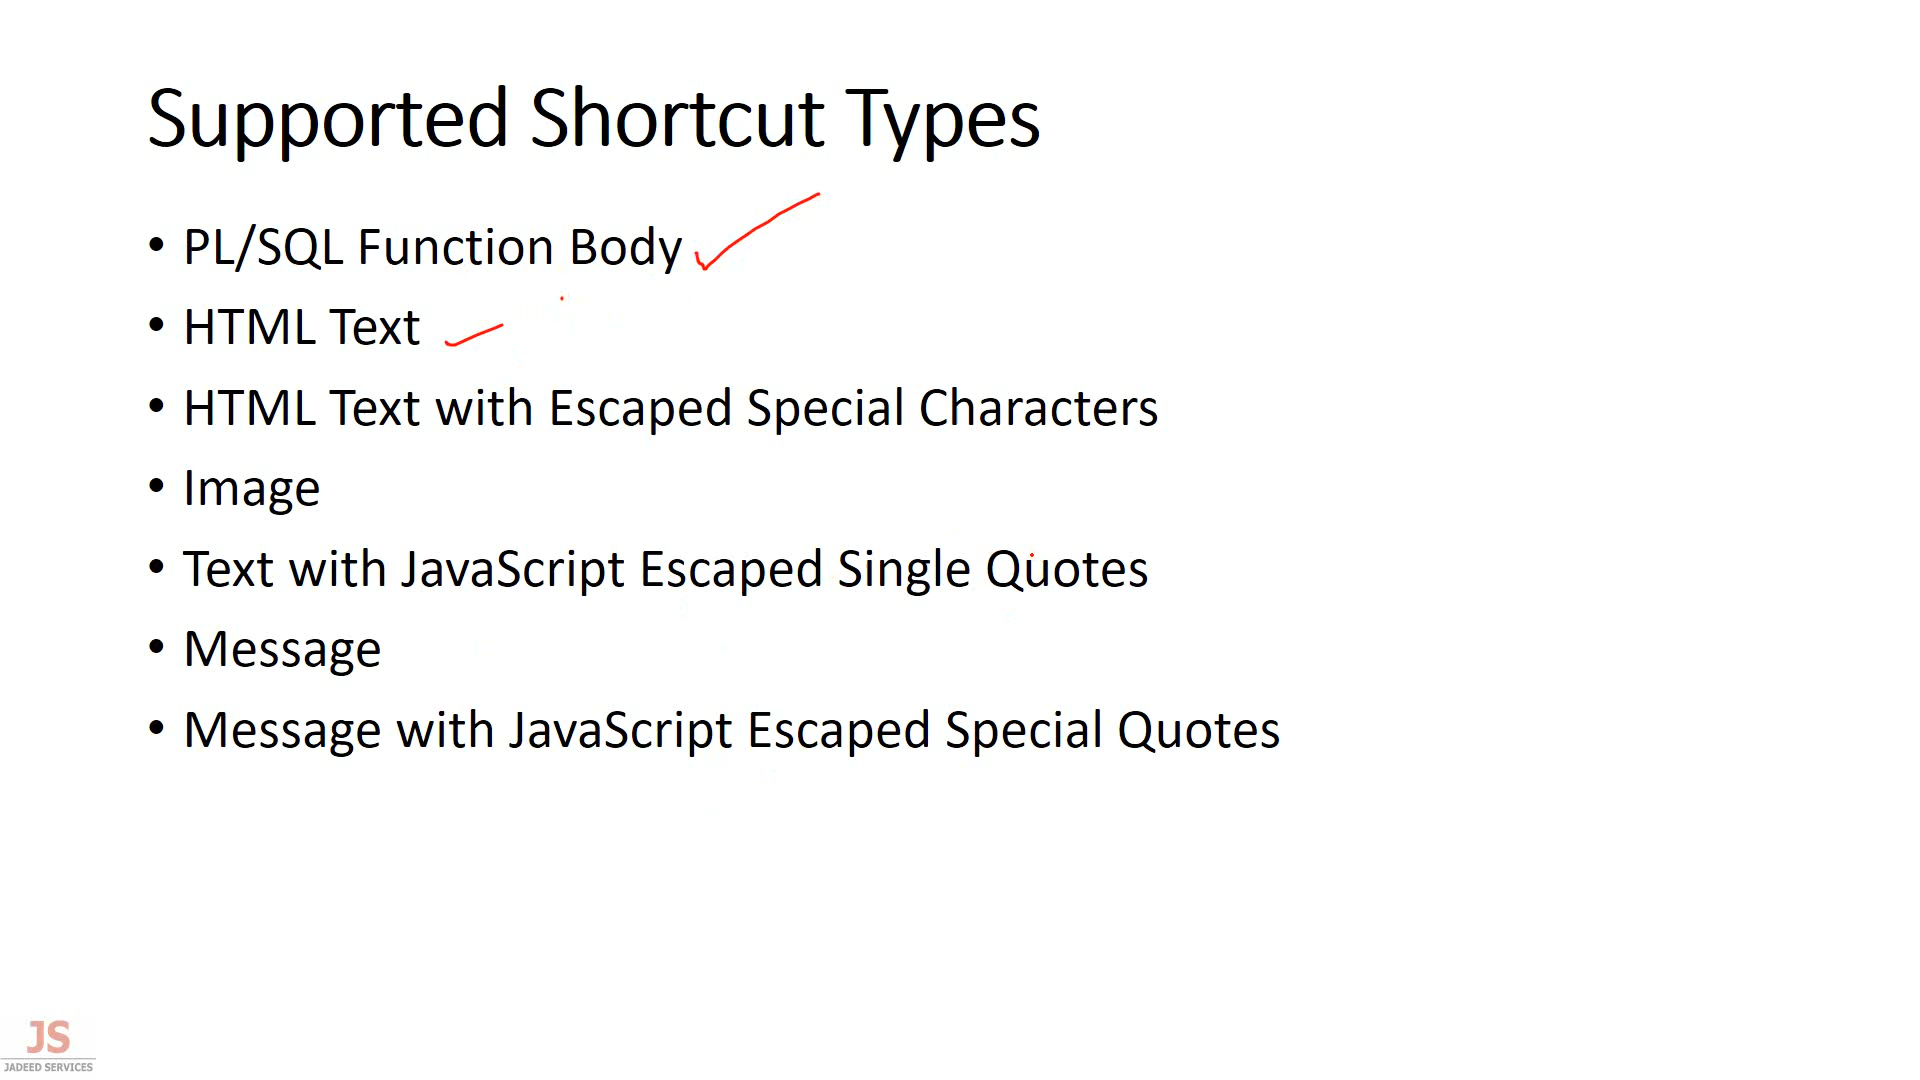 Supported Shortcut Types
• PL/SQL Function Body
• HTML Text
• HTML Text with Escaped Special Characters
• Image
• Text with JavaScript Escaped Single Quotes
• Message
• Message with JavaScript Escaped Special Quotes
JS
JADEED SERVICES